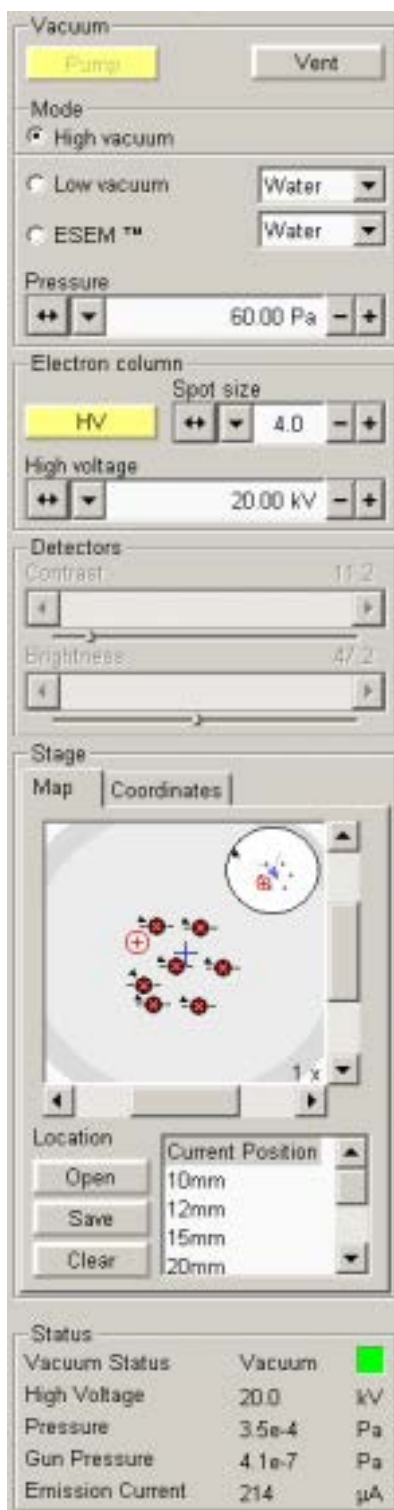 Vacuum
Pump Vent
Mode
High vacuum
Low vacuum Water
ESEM ™ Water
Pressure
60.00 Pa
Electron column
Spot size
HV 4.0
High voltage
20.00 kV
Detectors
Contrast 11.2
Brightness 47.2
Stage
Map Coordinates
1 x
Location Current Position
Open 10mm
Save 12mm
15mm
Clear 20mm
Status
Vacuum Status Vacuum
High Voltage 20.0 kV
Pressure 3.5e-4 Pa
Gun Pressure 4.1e-7 Pa
Emission Current 214 µA